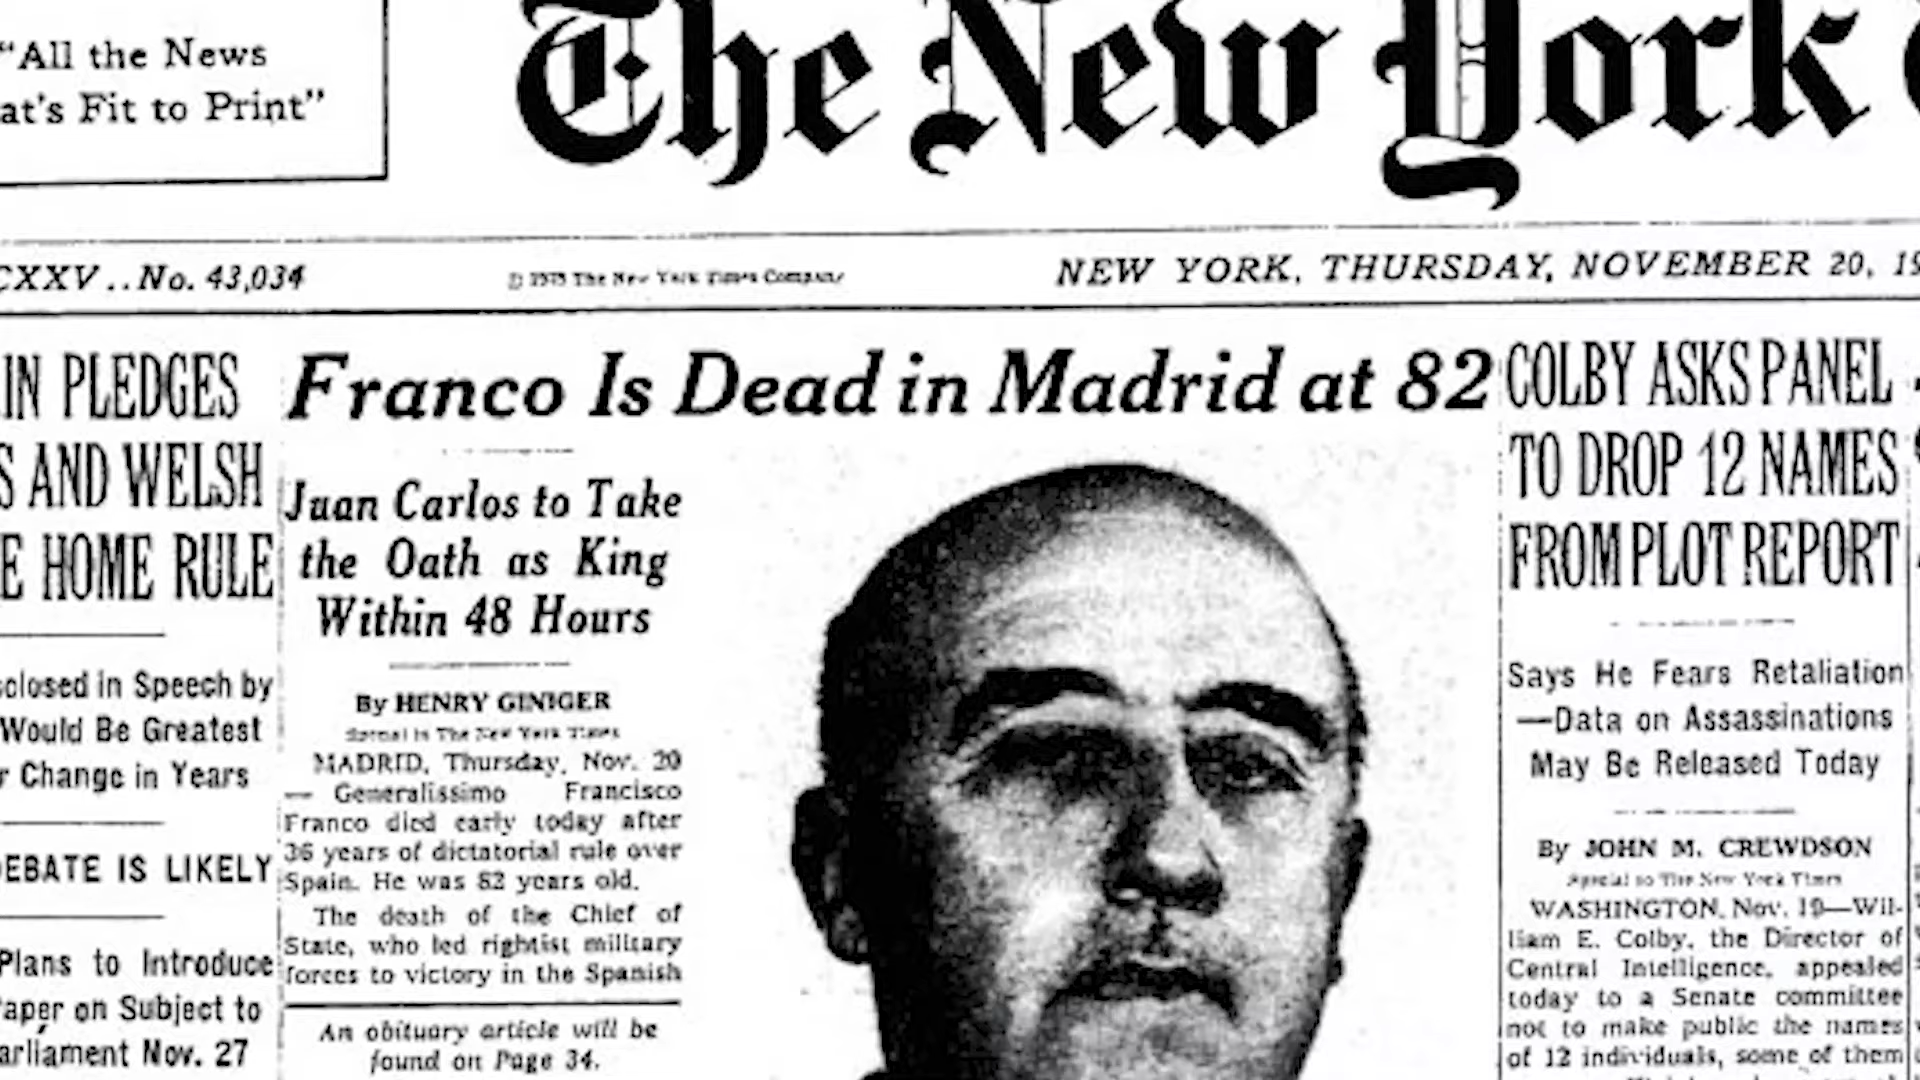 "All the News
at's Fit to Print"
The New York
CXXV..No. 43,034
© 1975 The New York Times Company
NEW YORK, THURSDAY, NOVEMBER 20, 19
IN PLEDGES
S AND WELSH
E HOME RULE
sclosed in Speech by
Would Be Greatest
r Change in Years
DEBATE IS LIKELY
Plans to Introduce
Paper on Subject to
arliament Nov. 27
Franco Is Dead in Madrid at 82
Juan Carlos to Take
the Oath as King
Within 48 Hours
By HENRY GINIGER
Special to The New York Times
MADRID, Thursday, Nov. 20
— Generalissimo Francisco
Franco died early today after
36 years of dictatorial rule over
Spain. He was 82 years old.
The death of the Chief of
State, who led rightist military
forces to victory in the Spanish
An obituary article will be
found on Page 34.
COLBY ASKS PANEL
TO DROP 12 NAMES
FROM PLOT REPORT
Says He Fears Retaliation
—Data on Assassinations
May Be Released Today
By JOHN M. CREWDSON
Special to The New York Times
WASHINGTON, Nov. 19—Wil-
liam E. Colby, the Director of
Central Intelligence, appealed
today to a Senate committee
not to make public the names
of 12 individuals, some of them